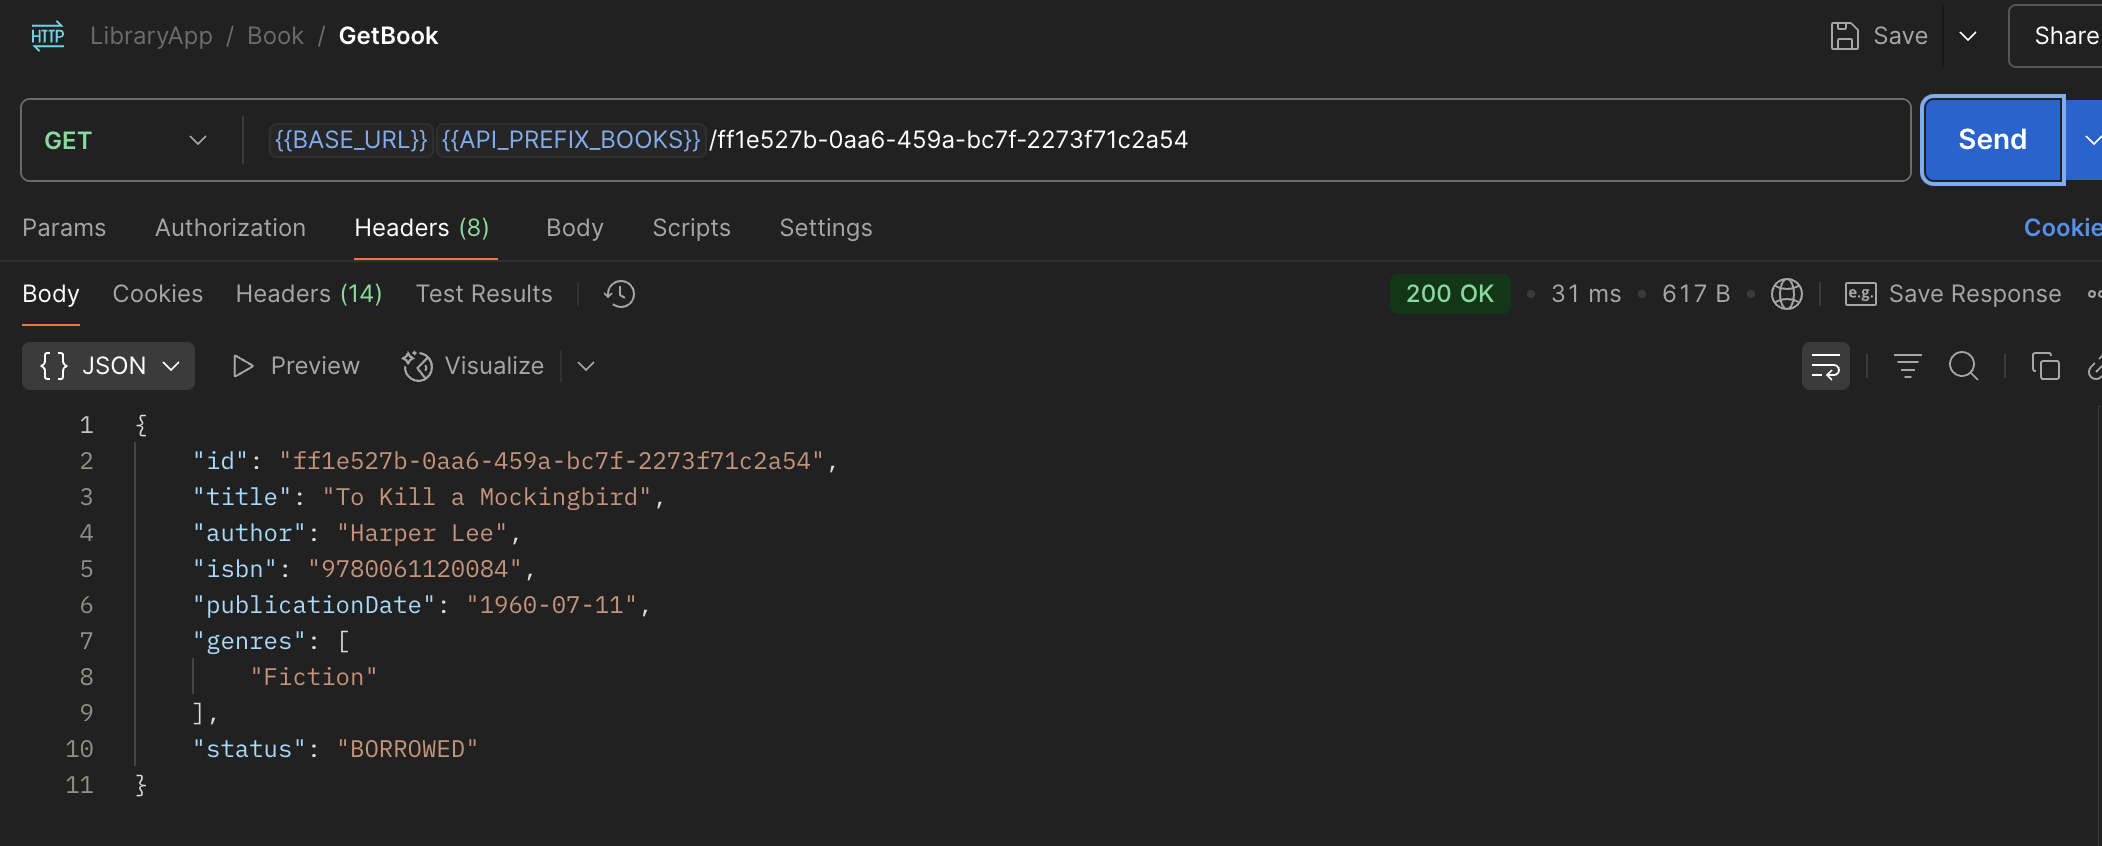 HTTP LibraryApp / Book / GetBook Save Share
GET {{BASE_URL}} {{API_PREFIX_BOOKS}} /ff1e527b-0aa6-459a-bc7f-2273f71c2a54 Send
Params Authorization Headers (8) Body Scripts Settings Cookie
Body Cookies Headers (14) Test Results 200 OK • 31 ms • 617 B • e.g. Save Response
{} JSON Preview Visualize
1 {
2 "id": "ff1e527b-0aa6-459a-bc7f-2273f71c2a54",
3 "title": "To Kill a Mockingbird",
4 "author": "Harper Lee",
5 "isbn": "9780061120084",
6 "publicationDate": "1960-07-11",
7 "genres": [
8 "Fiction"
9 ],
10 "status": "BORROWED"
11 }